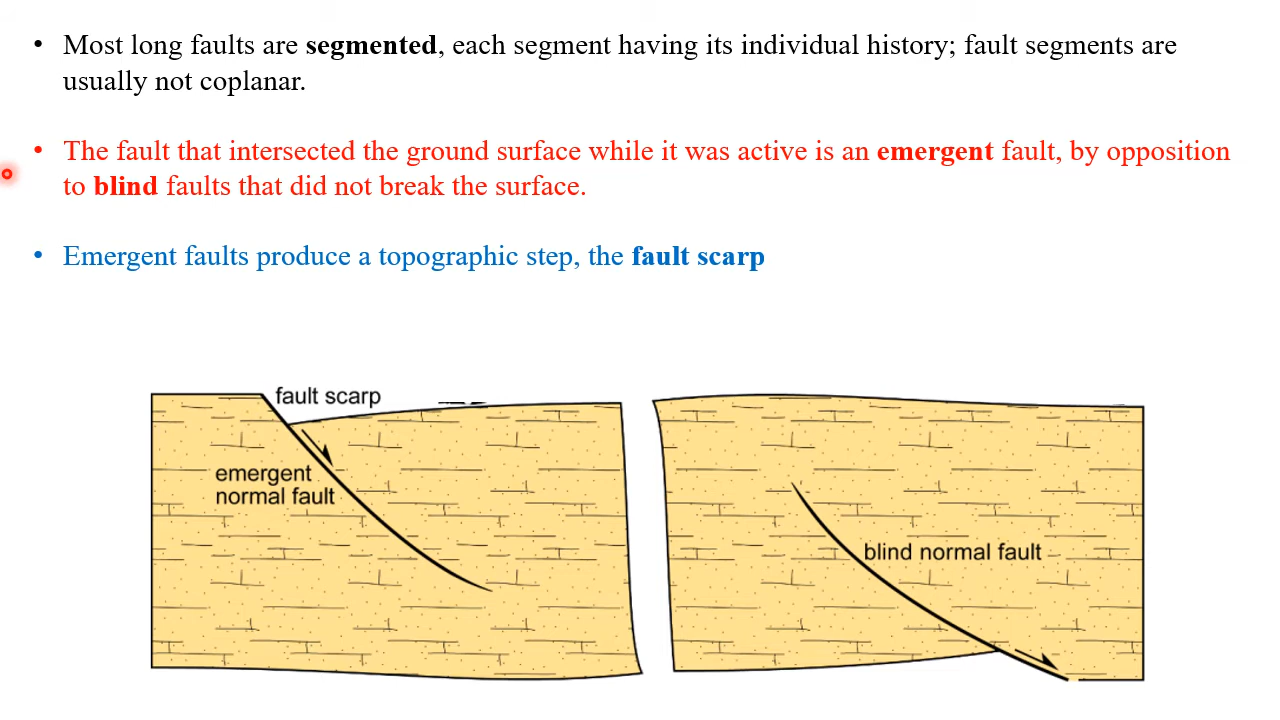 • Most long faults are segmented, each segment having its individual history; fault segments are
usually not coplanar.
• The fault that intersected the ground surface while it was active is an emergent fault, by opposition
to blind faults that did not break the surface.
• Emergent faults produce a topographic step, the fault scarp
fault scarp
emergent
normal fault
blind normal fault